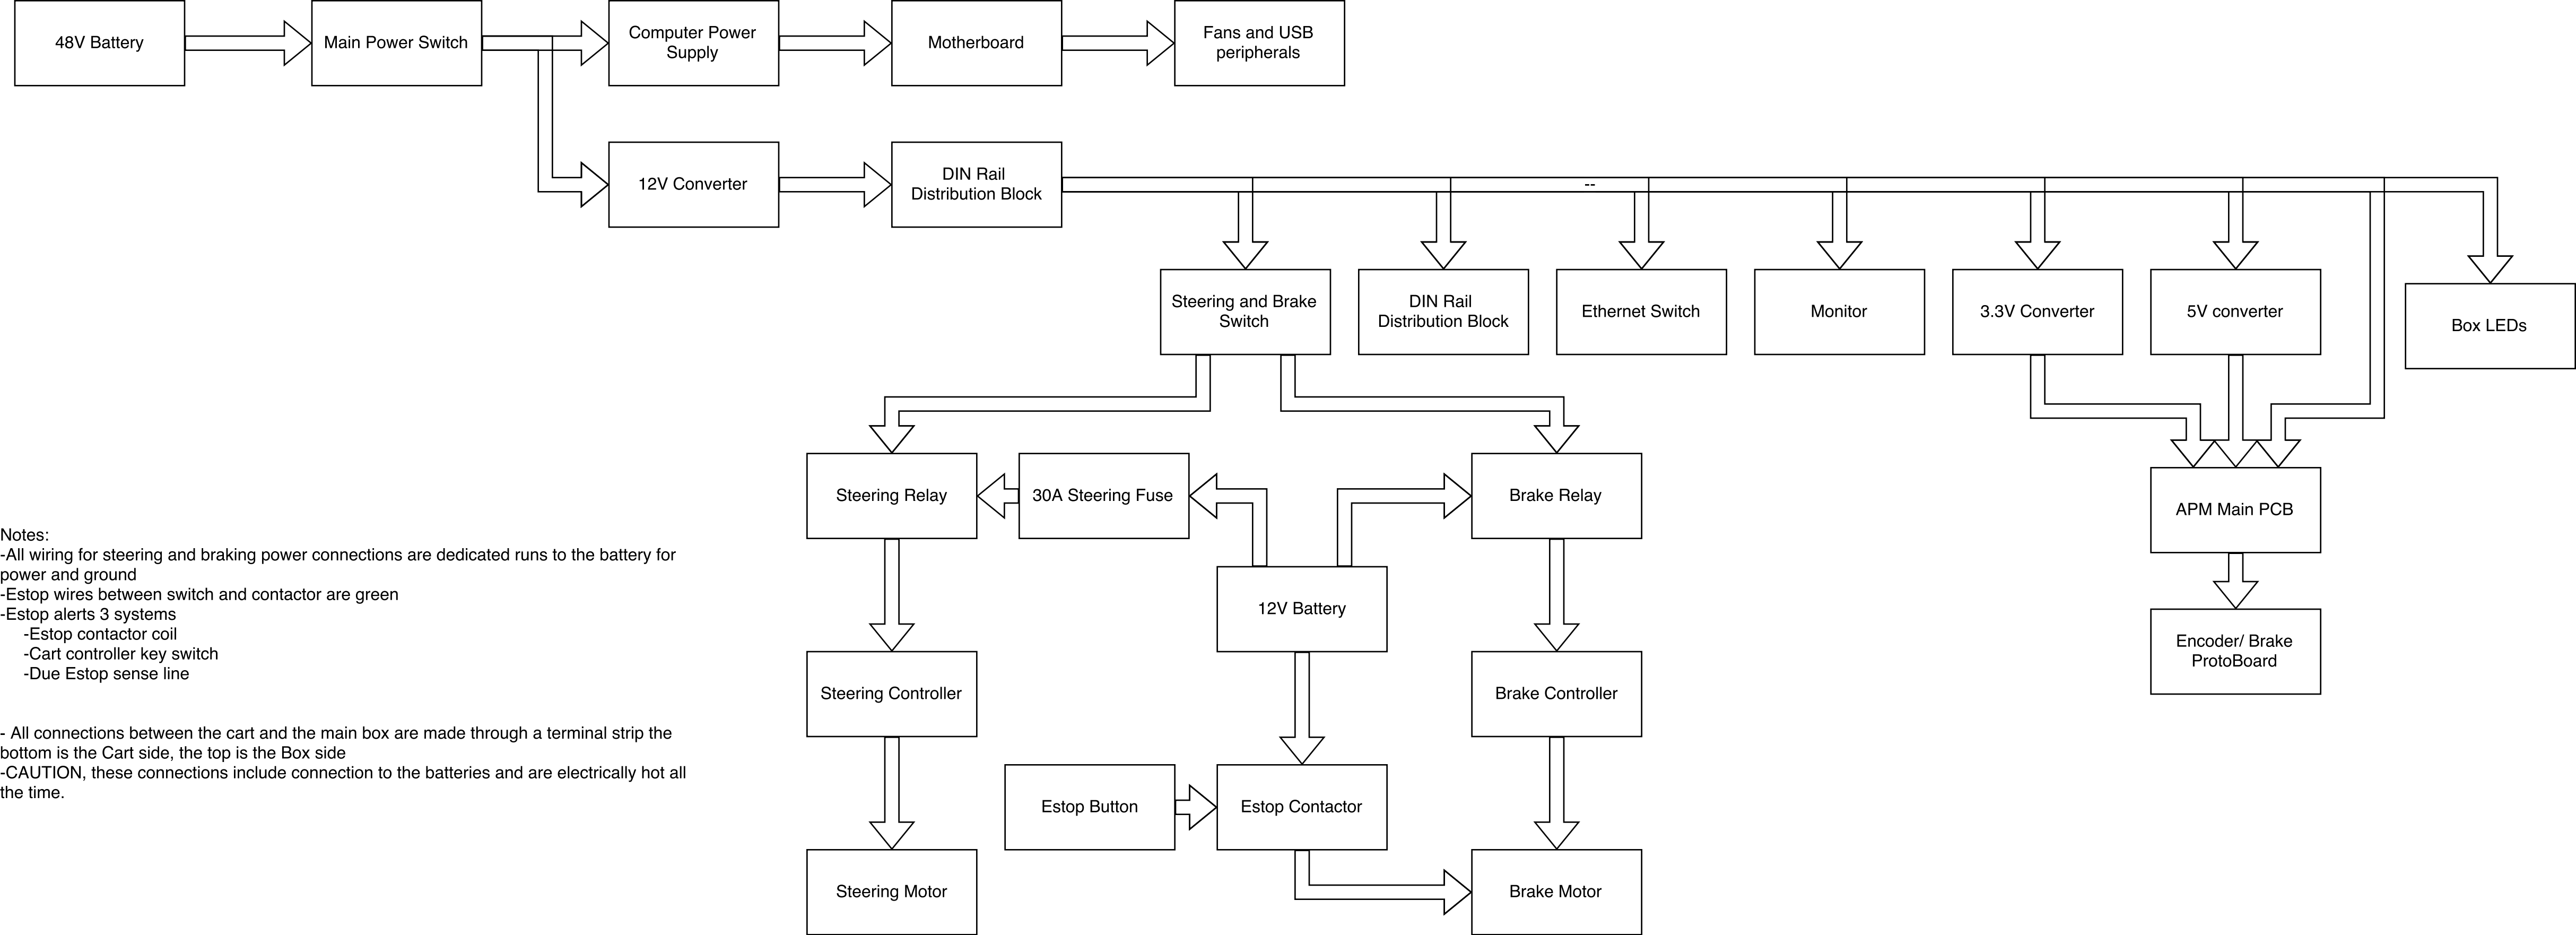 48V Battery
Main Power Switch
Computer Power
Supply
Motherboard
Fans and USB
peripherals
12V Converter
DIN Rail
Distribution Block
--
Steering and Brake
Switch
DIN Rail
Distribution Block
Ethernet Switch
Monitor
3.3V Converter
5V converter
Box LEDs
Steering Relay
30A Steering Fuse
Brake Relay
APM Main PCB
12V Battery
Encoder/ Brake
ProtoBoard
Steering Controller
Brake Controller
Estop Button
Estop Contactor
Steering Motor
Brake Motor
Notes:
-All wiring for steering and braking power connections are dedicated runs to the battery for
power and ground
-Estop wires between switch and contactor are green
-Estop alerts 3 systems
-Estop contactor coil
-Cart controller key switch
-Due Estop sense line
- All connections between the cart and the main box are made through a terminal strip the
bottom is the Cart side, the top is the Box side
-CAUTION, these connections include connection to the batteries and are electrically hot all
the time.